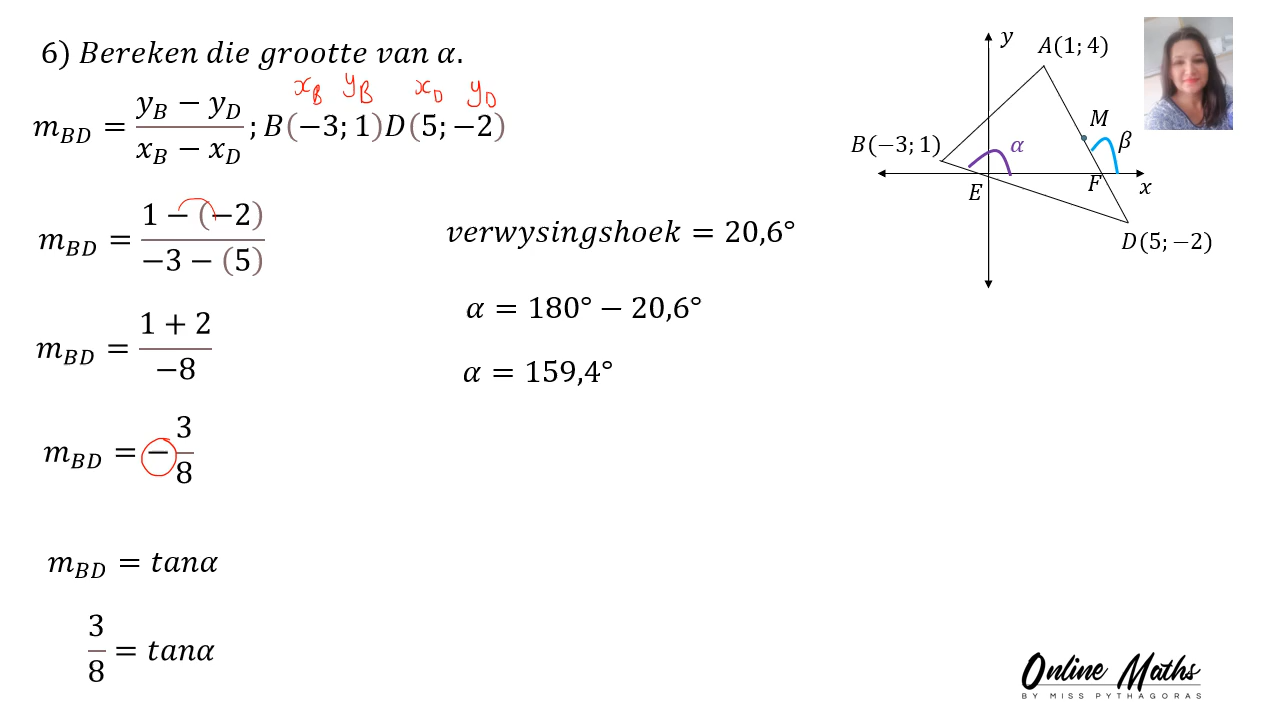 6) Bereken die grootte van α.
x_B y_B x_D y_D
m_BD = (y_B − y_D)/(x_B − x_D) ; B(−3; 1)D(5; −2)
m_BD = (1 − (−2))/(−3 − (5))
m_BD = (1 + 2)/(−8)
m_BD = −3/8
m_BD = tanα
3/8 = tanα
verwysingshoek = 20,6°
α = 180° − 20,6°
α = 159,4°
y
A(1; 4)
M
B(−3; 1)
α
β
E
F
x
D(5; −2)
Online Maths
BY MISS PYTHAGORAS